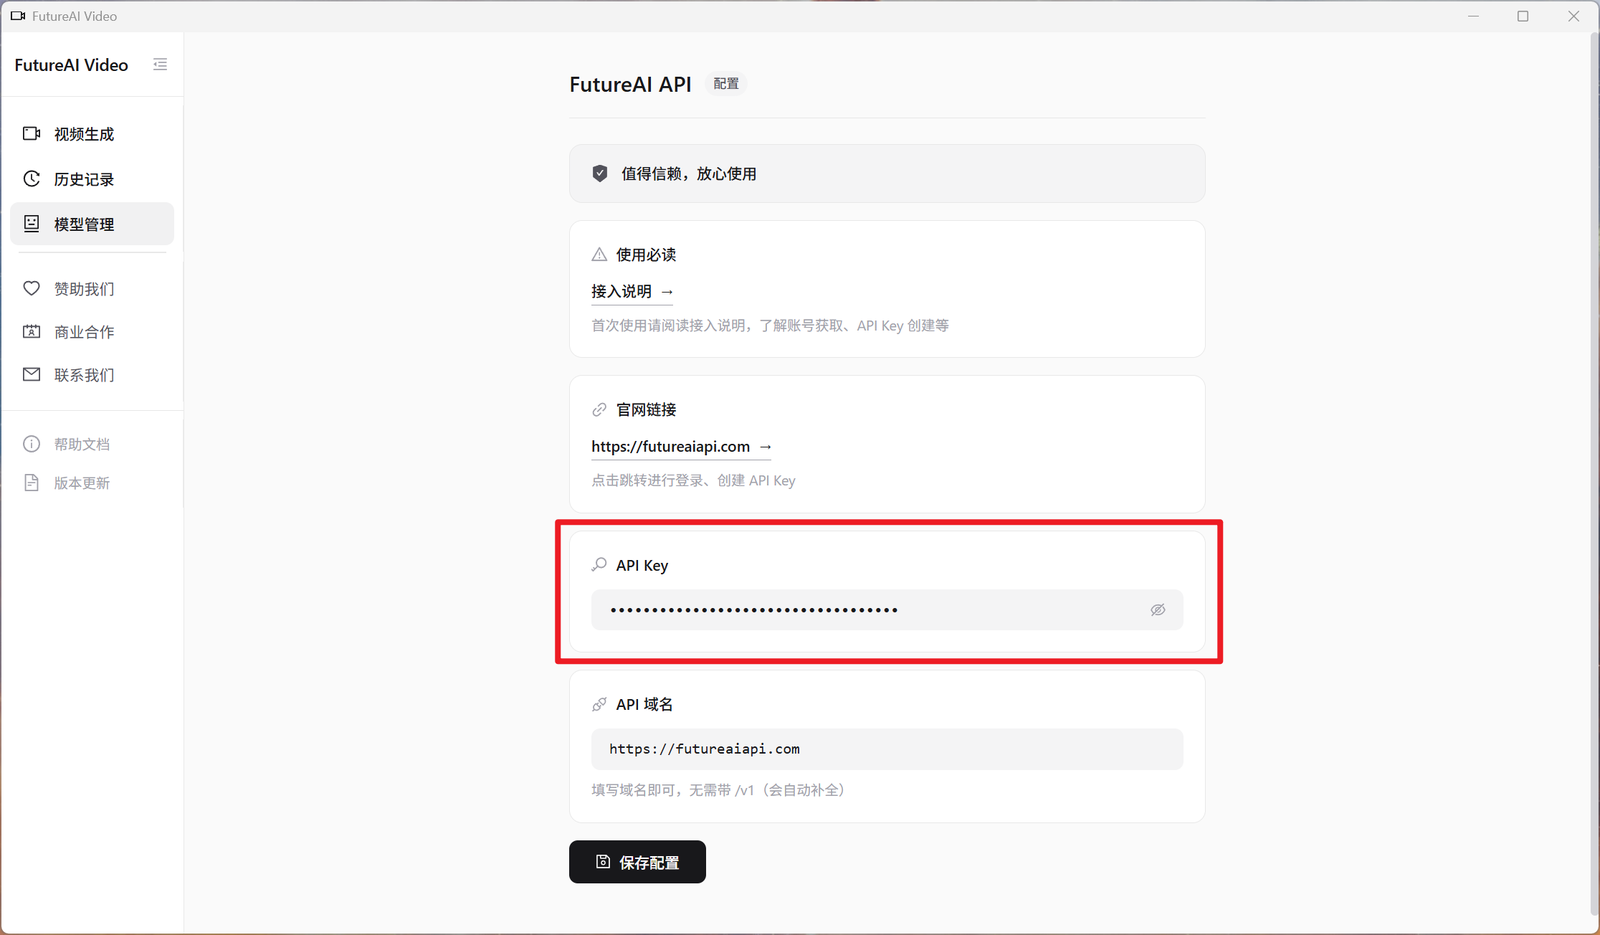 FutureAI Video
FutureAI Video
视频生成
历史记录
模型管理
赞助我们
商业合作
联系我们
帮助文档
版本更新
FutureAI API 配置
值得信赖，放心使用
使用必读
接入说明 →
首次使用请阅读接入说明，了解账号获取、API Key 创建等
官网链接
https://futureaiapi.com →
点击跳转进行登录、创建 API Key
API Key
•••••••••••••••••••••••••••••••••••
API 域名
https://futureaiapi.com
填写域名即可，无需带 /v1（会自动补全）
保存配置